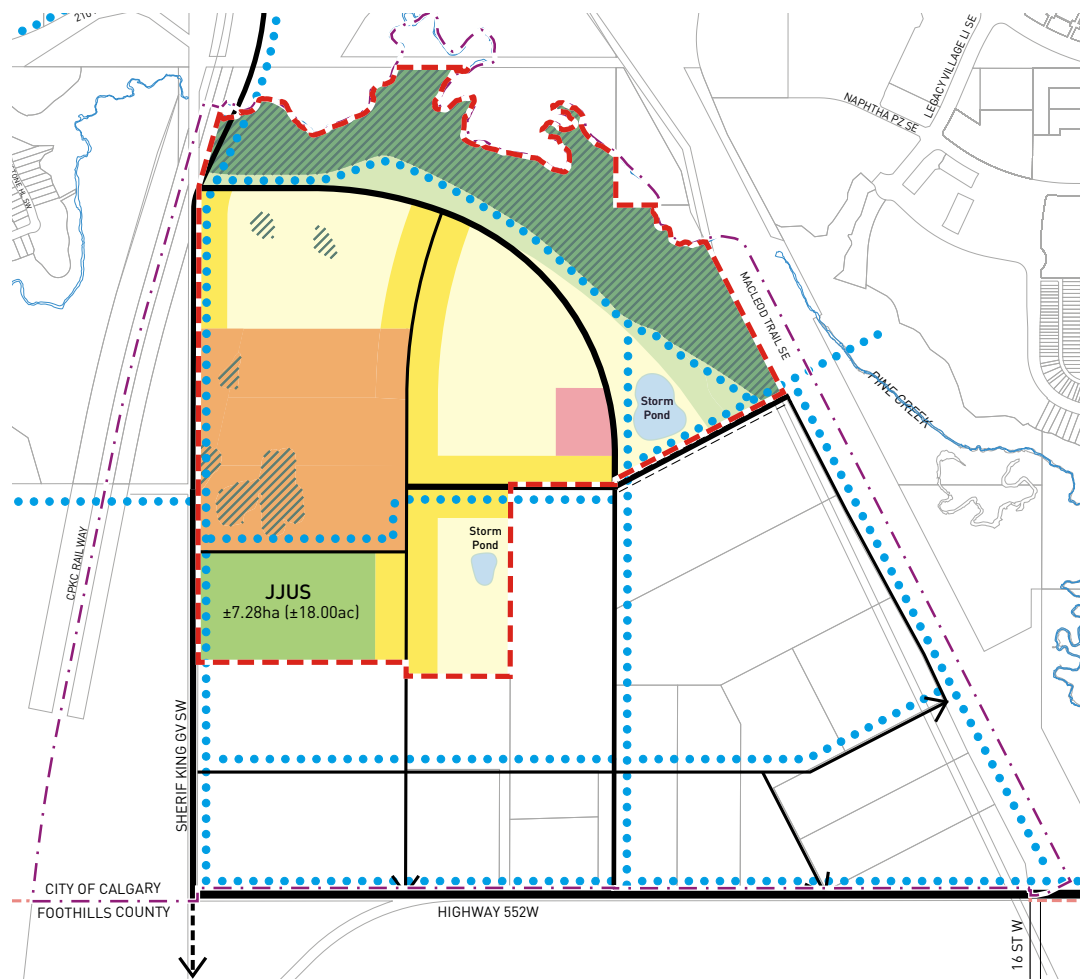 LEGACY VILLAGE LI SE
NAPHTHA PZ SE
MACLEOD TRAIL SE
PINE CREEK
Storm
Pond
Storm
Pond
CPKC RAILWAY
JJUS
±7.28ha (±18.00ac)
SHERIF KING GV SW
CITY OF CALGARY
FOOTHILLS COUNTY
HIGHWAY 552W
16 ST W